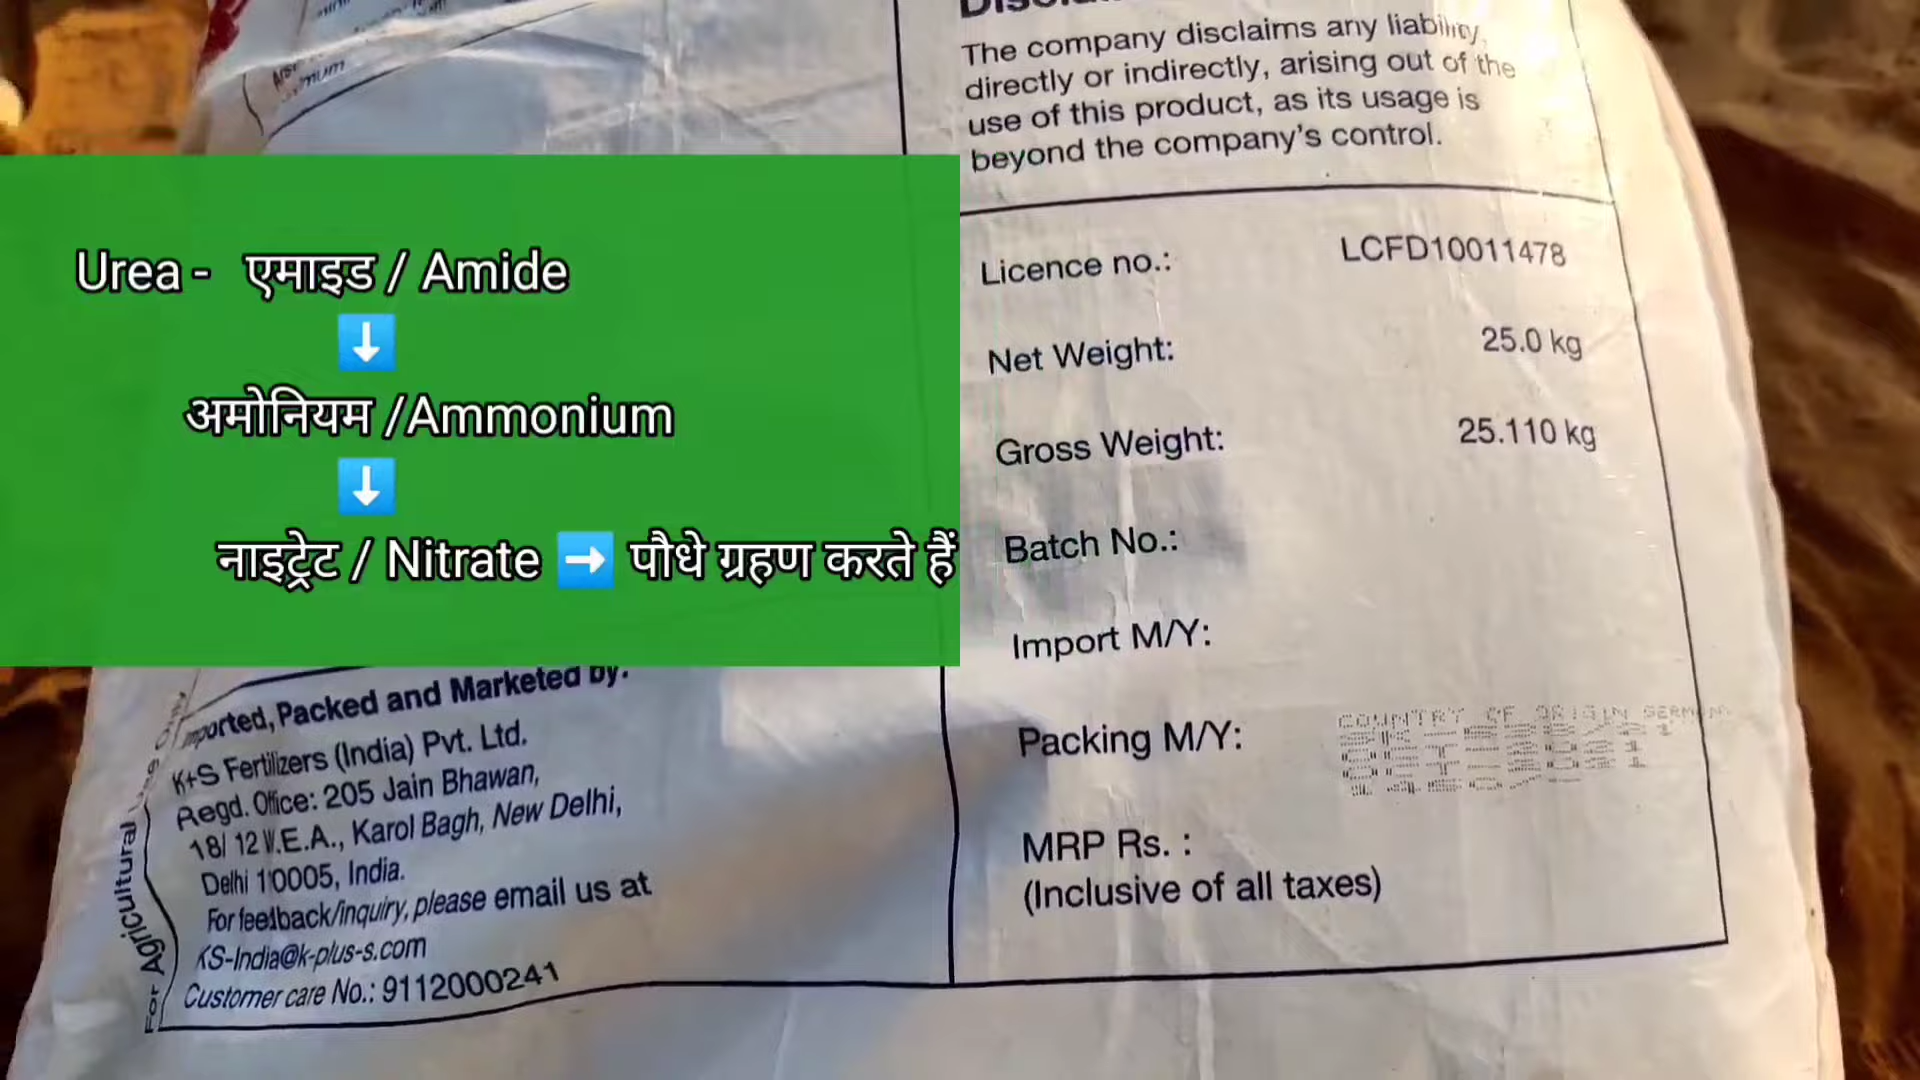 The company disclaims any liability,
directly or indirectly, arising out of the
use of this product, as its usage is
beyond the company's control.
Urea - एमाइड / Amide
⬇️
अमोनियम /Ammonium
⬇️
नाइट्रेट / Nitrate ➡️ पौधे ग्रहण करते हैं
Licence no.: LCFD10011478
Net Weight: 25.0 kg
Gross Weight: 25.110 kg
Batch No.:
Import M/Y:
Packing M/Y:
COUNTRY OF ORIGIN GERMAN
MRP Rs. :
(Inclusive of all taxes)
Packed and Marketed by:
K+S Fertilizers (India) Pvt. Ltd.
Regd. Office: 205 Jain Bhawan,
18/ 12 W.E.A., Karol Bagh, New Delhi,
Delhi 110005, India.
For feedback/inquiry, please email us at
KS-India@k-plus-s.com
Customer care No.: 9112000241
For Agricultural